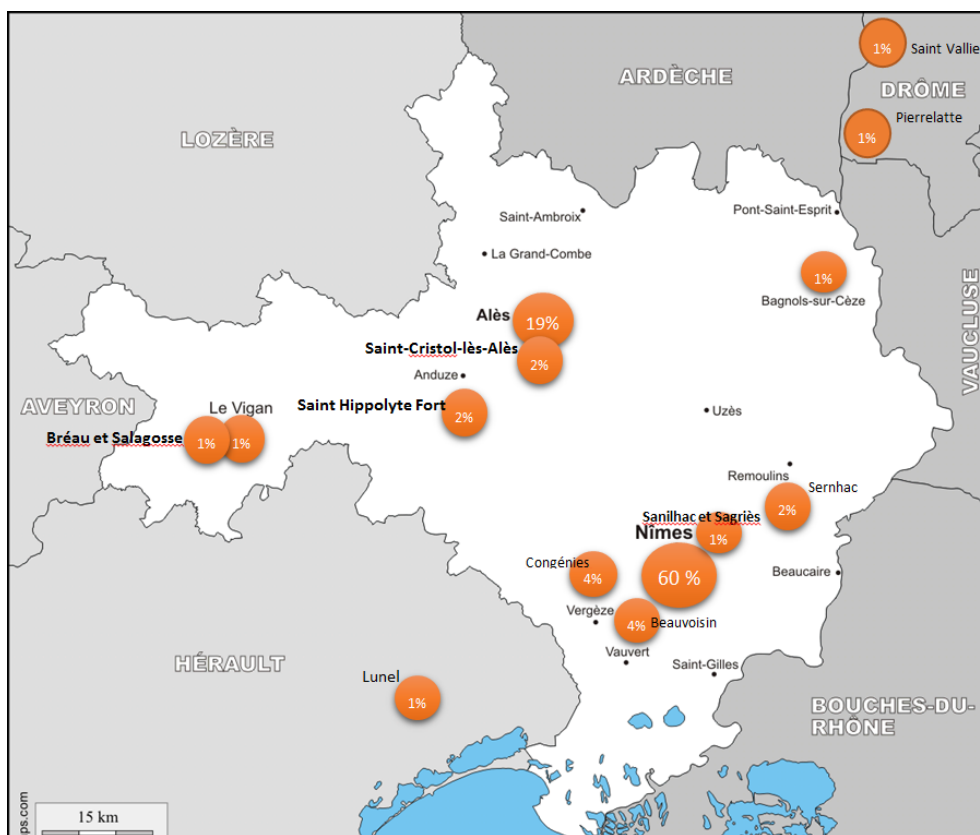 1%
Saint Vallie
ARDÈCHE
DRÔME
Pierrelatte
1%
LOZÈRE
Saint-Ambroix
Pont-Saint-Esprit
La Grand-Combe
1%
Bagnols-sur-Cèze
VAUCLUSE
Alès
19%
Saint-Cristol-lès-Alès
2%
Anduze
AVEYRON
Le Vigan
Saint Hippolyte Fort
2%
Uzès
Bréau et Salagosse
1%
1%
Remoulins
Sernhac
2%
Sanilhac et Sagriès
1%
Nîmes
60 %
Congénies
4%
Beaucaire
Vergèze
4%
Beauvoisin
Vauvert
Saint-Gilles
HÉRAULT
Lunel
1%
BOUCHES-DU-
RHÔNE
15 km
ps.com